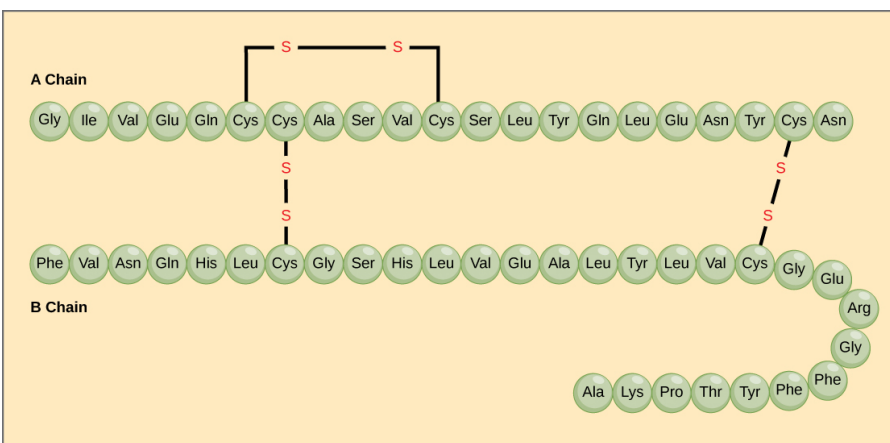 S S
A Chain
Gly Ile Val Glu Gln Cys Cys Ala Ser Val Cys Ser Leu Tyr Gln Leu Glu Asn Tyr Cys Asn
S S
S S
Phe Val Asn Gln His Leu Cys Gly Ser His Leu Val Glu Ala Leu Tyr Leu Val Cys Gly Glu
B Chain
Arg
Gly
Ala Lys Pro Thr Tyr Phe Phe